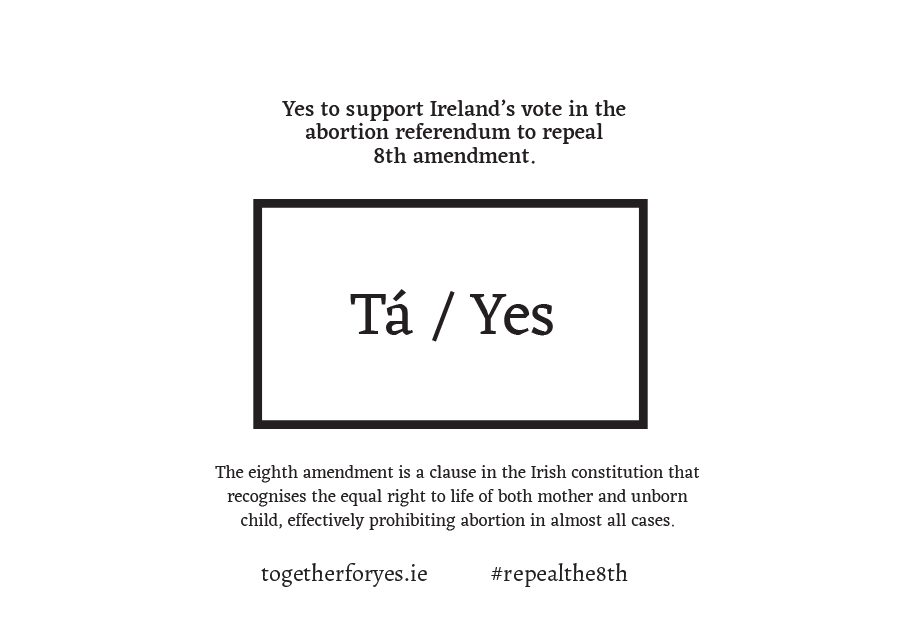 Yes to support Ireland’s vote in the
abortion referendum to repeal
8th amendment.
Tá / Yes
The eighth amendment is a clause in the Irish constitution that
recognises the equal right to life of both mother and unborn
child, effectively prohibiting abortion in almost all cases.
togetherforyes.ie #repealthe8th